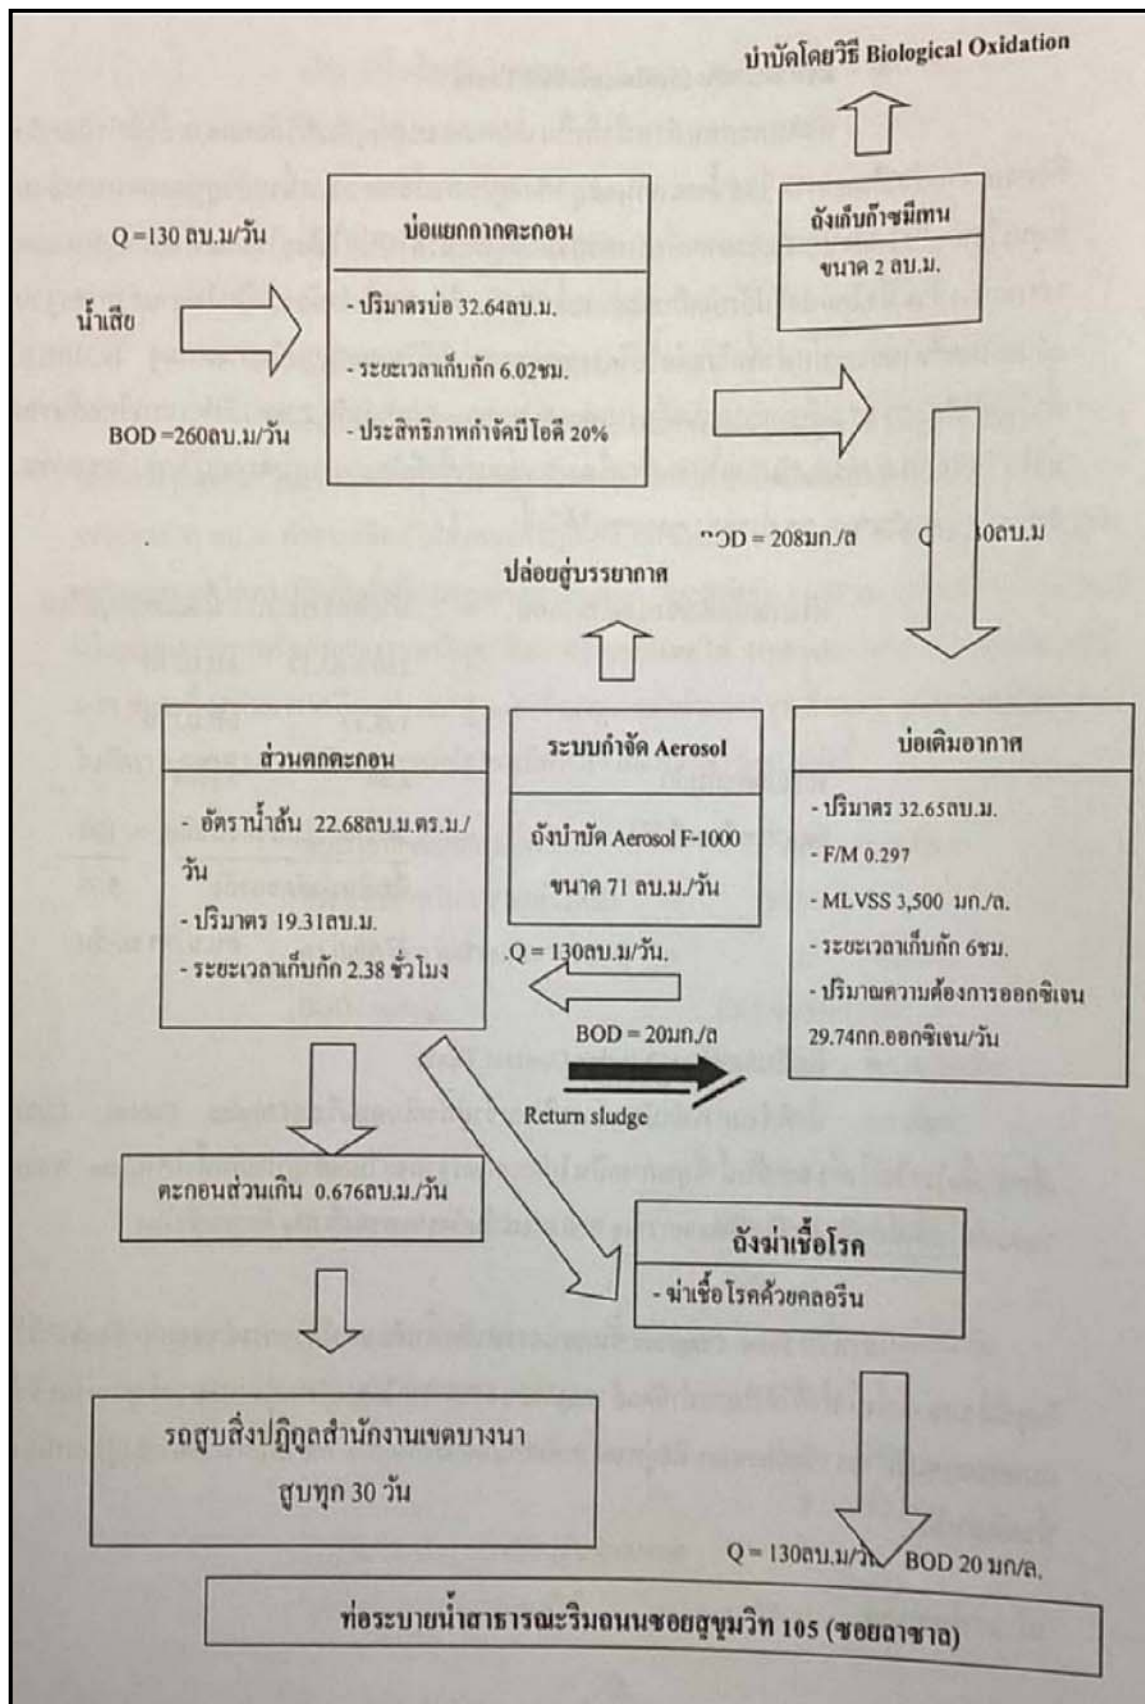 บำบัดโดยวิธี Biological Oxidation
ถังเก็บก๊าซมีเทน
ขนาด 2 ลบ.ม.
Q =130 ลบ.ม/วัน
น้ำเสีย
BOD =260ลบ.ม/วัน
บ่อแยกกากตะกอน
- ปริมาตรบ่อ 32.64ลบ.ม.
- ระยะเวลาเก็บกัก 6.02ชม.
- ประสิทธิภาพกำจัดบีโอดี 20%
OD = 208มก./ล
Q
30ลบ.ม
ปล่อยสู่บรรยากาศ
ส่วนตกตะกอน
- อัตราน้ำล้น 22.68ลบ.ม.ตร.ม./
วัน
- ปริมาตร 19.31ลบ.ม.
- ระยะเวลาเก็บกัก 2.38 ชั่วโมง
ระบบกำจัด Aerosol
ถังบำบัด Aerosol F-1000
ขนาด 71 ลบ.ม./วัน
บ่อเติมอากาศ
- ปริมาตร 32.65ลบ.ม.
- F/M 0.297
- MLVSS 3,500 มก./ล.
- ระยะเวลาเก็บกัก 6ชม.
- ปริมาณความต้องการออกซิเจน
29.74กก.ออกซิเจน/วัน
.Q = 130ลบ.ม/วัน.
BOD = 20มก./ล
Return sludge
ตะกอนส่วนเกิน 0.676ลบ.ม./วัน
ถังฆ่าเชื้อโรค
- ฆ่าเชื้อโรคด้วยคลอรีน
รถสูบสิ่งปฏิกูลสำนักงานเขตบางนา
สูบทุก 30 วัน
Q = 130ลบ.ม/วัน BOD 20 มก/ล.
ท่อระบายน้ำสาธารณะริมถนนซอยสุขุมวิท 105 (ซอยลาซาล)